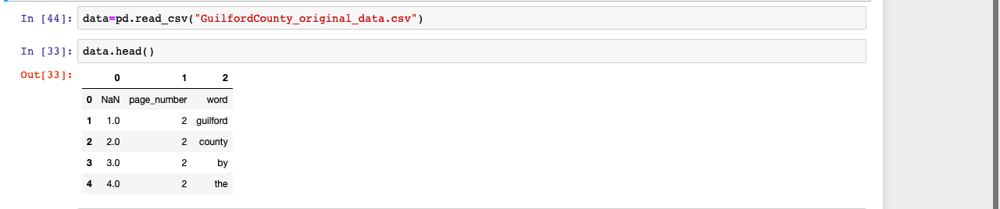 In [44]: data=pd.read_csv("GuilfordCounty_original_data.csv")
In [33]: data.head()
Out[33]:
0 1 2
0 NaN page_number word
1 1.0 2 guilford
2 2.0 2 county
3 3.0 2 by
4 4.0 2 the